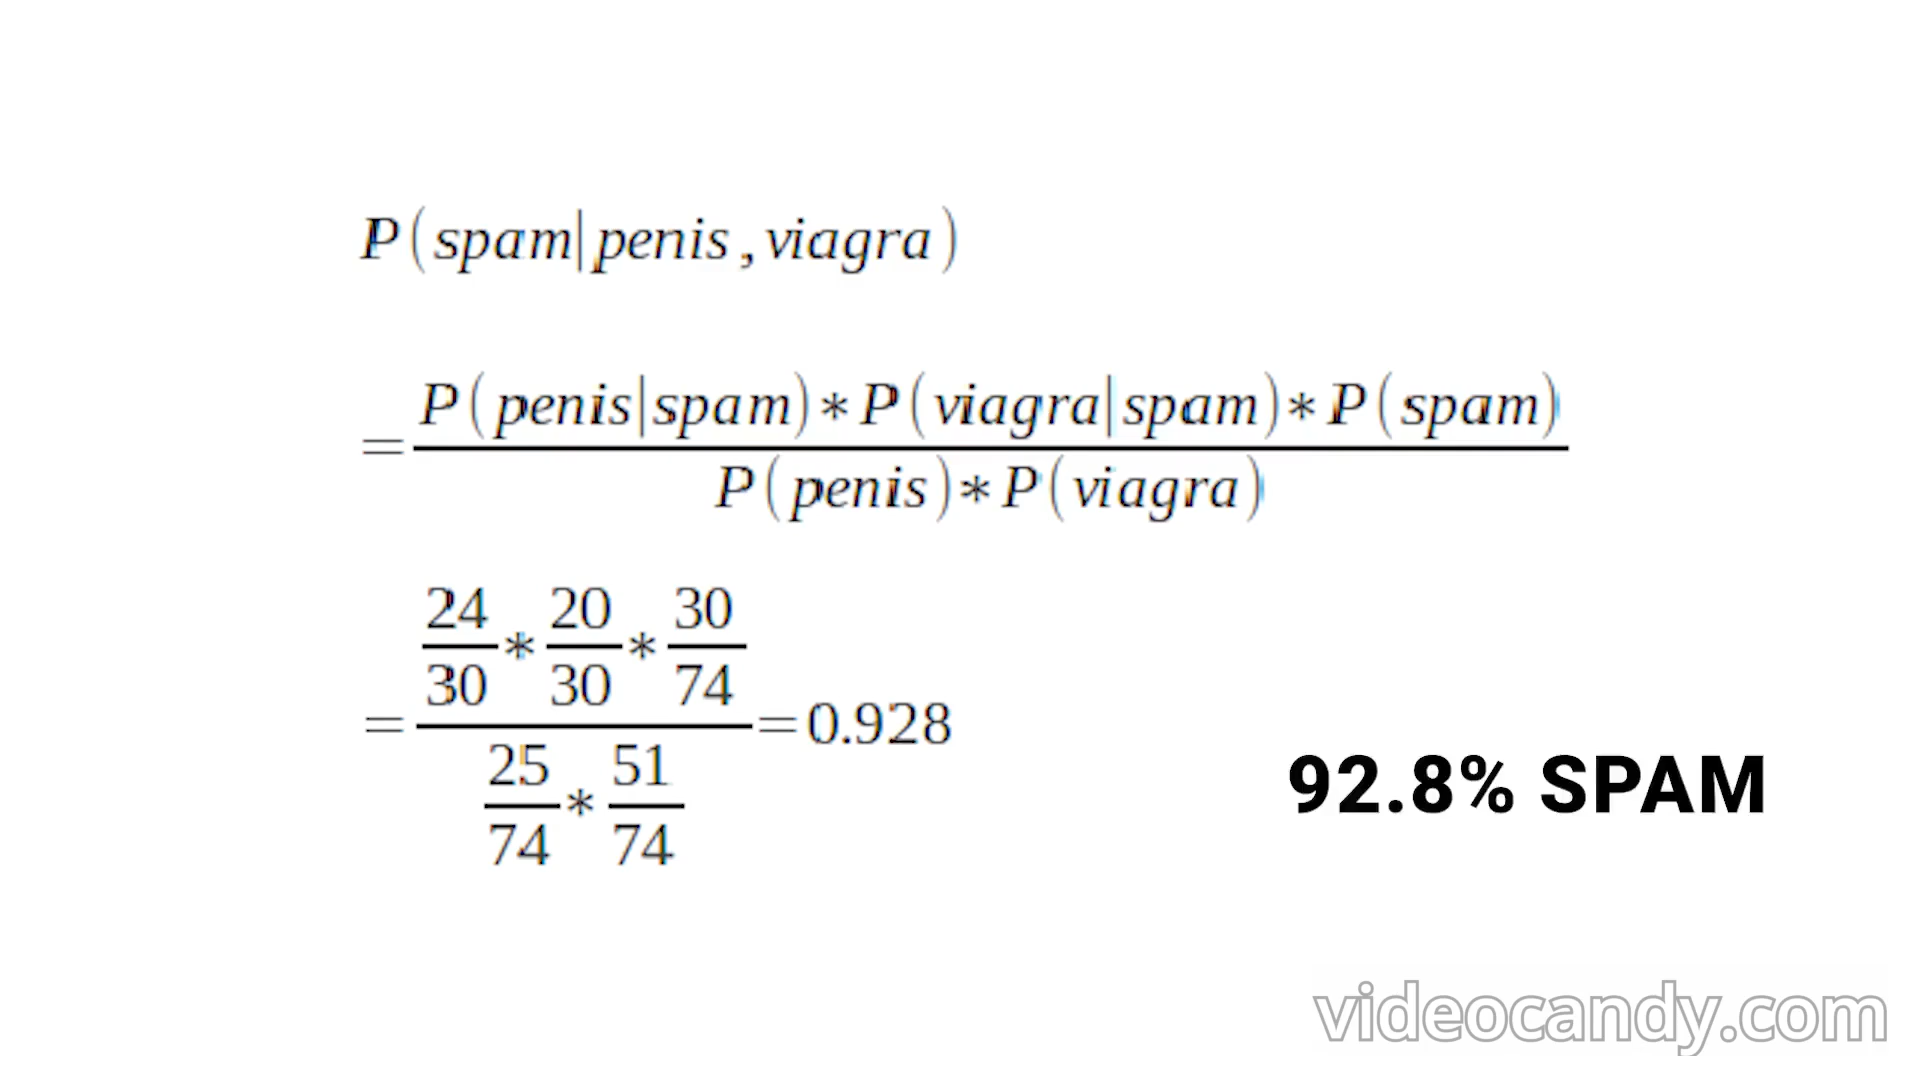 P(spam|penis,viagra)
= P(penis|spam)*P(viagra|spam)*P(spam)
P(penis)*P(viagra)
24 20 30
* *
30 30 74
= =0.928
25 51
*
74 74
92.8% SPAM
videocandy.com